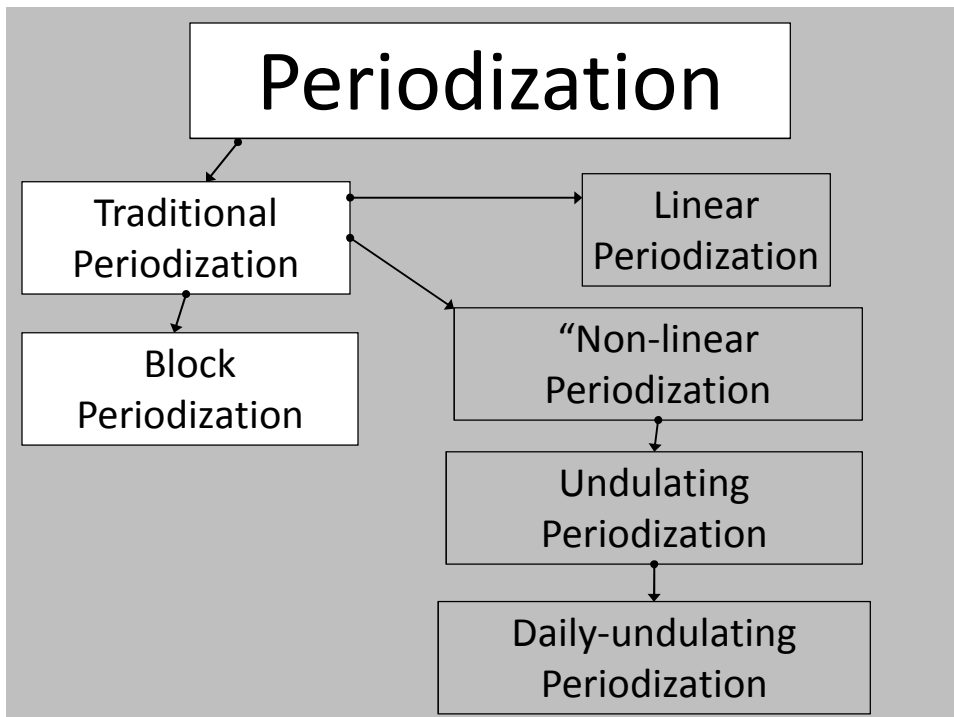 Periodization
Traditional
Periodization
Linear
Periodization
“Non-linear
Periodization
Block
Periodization
Undulating
Periodization
Daily-undulating
Periodization